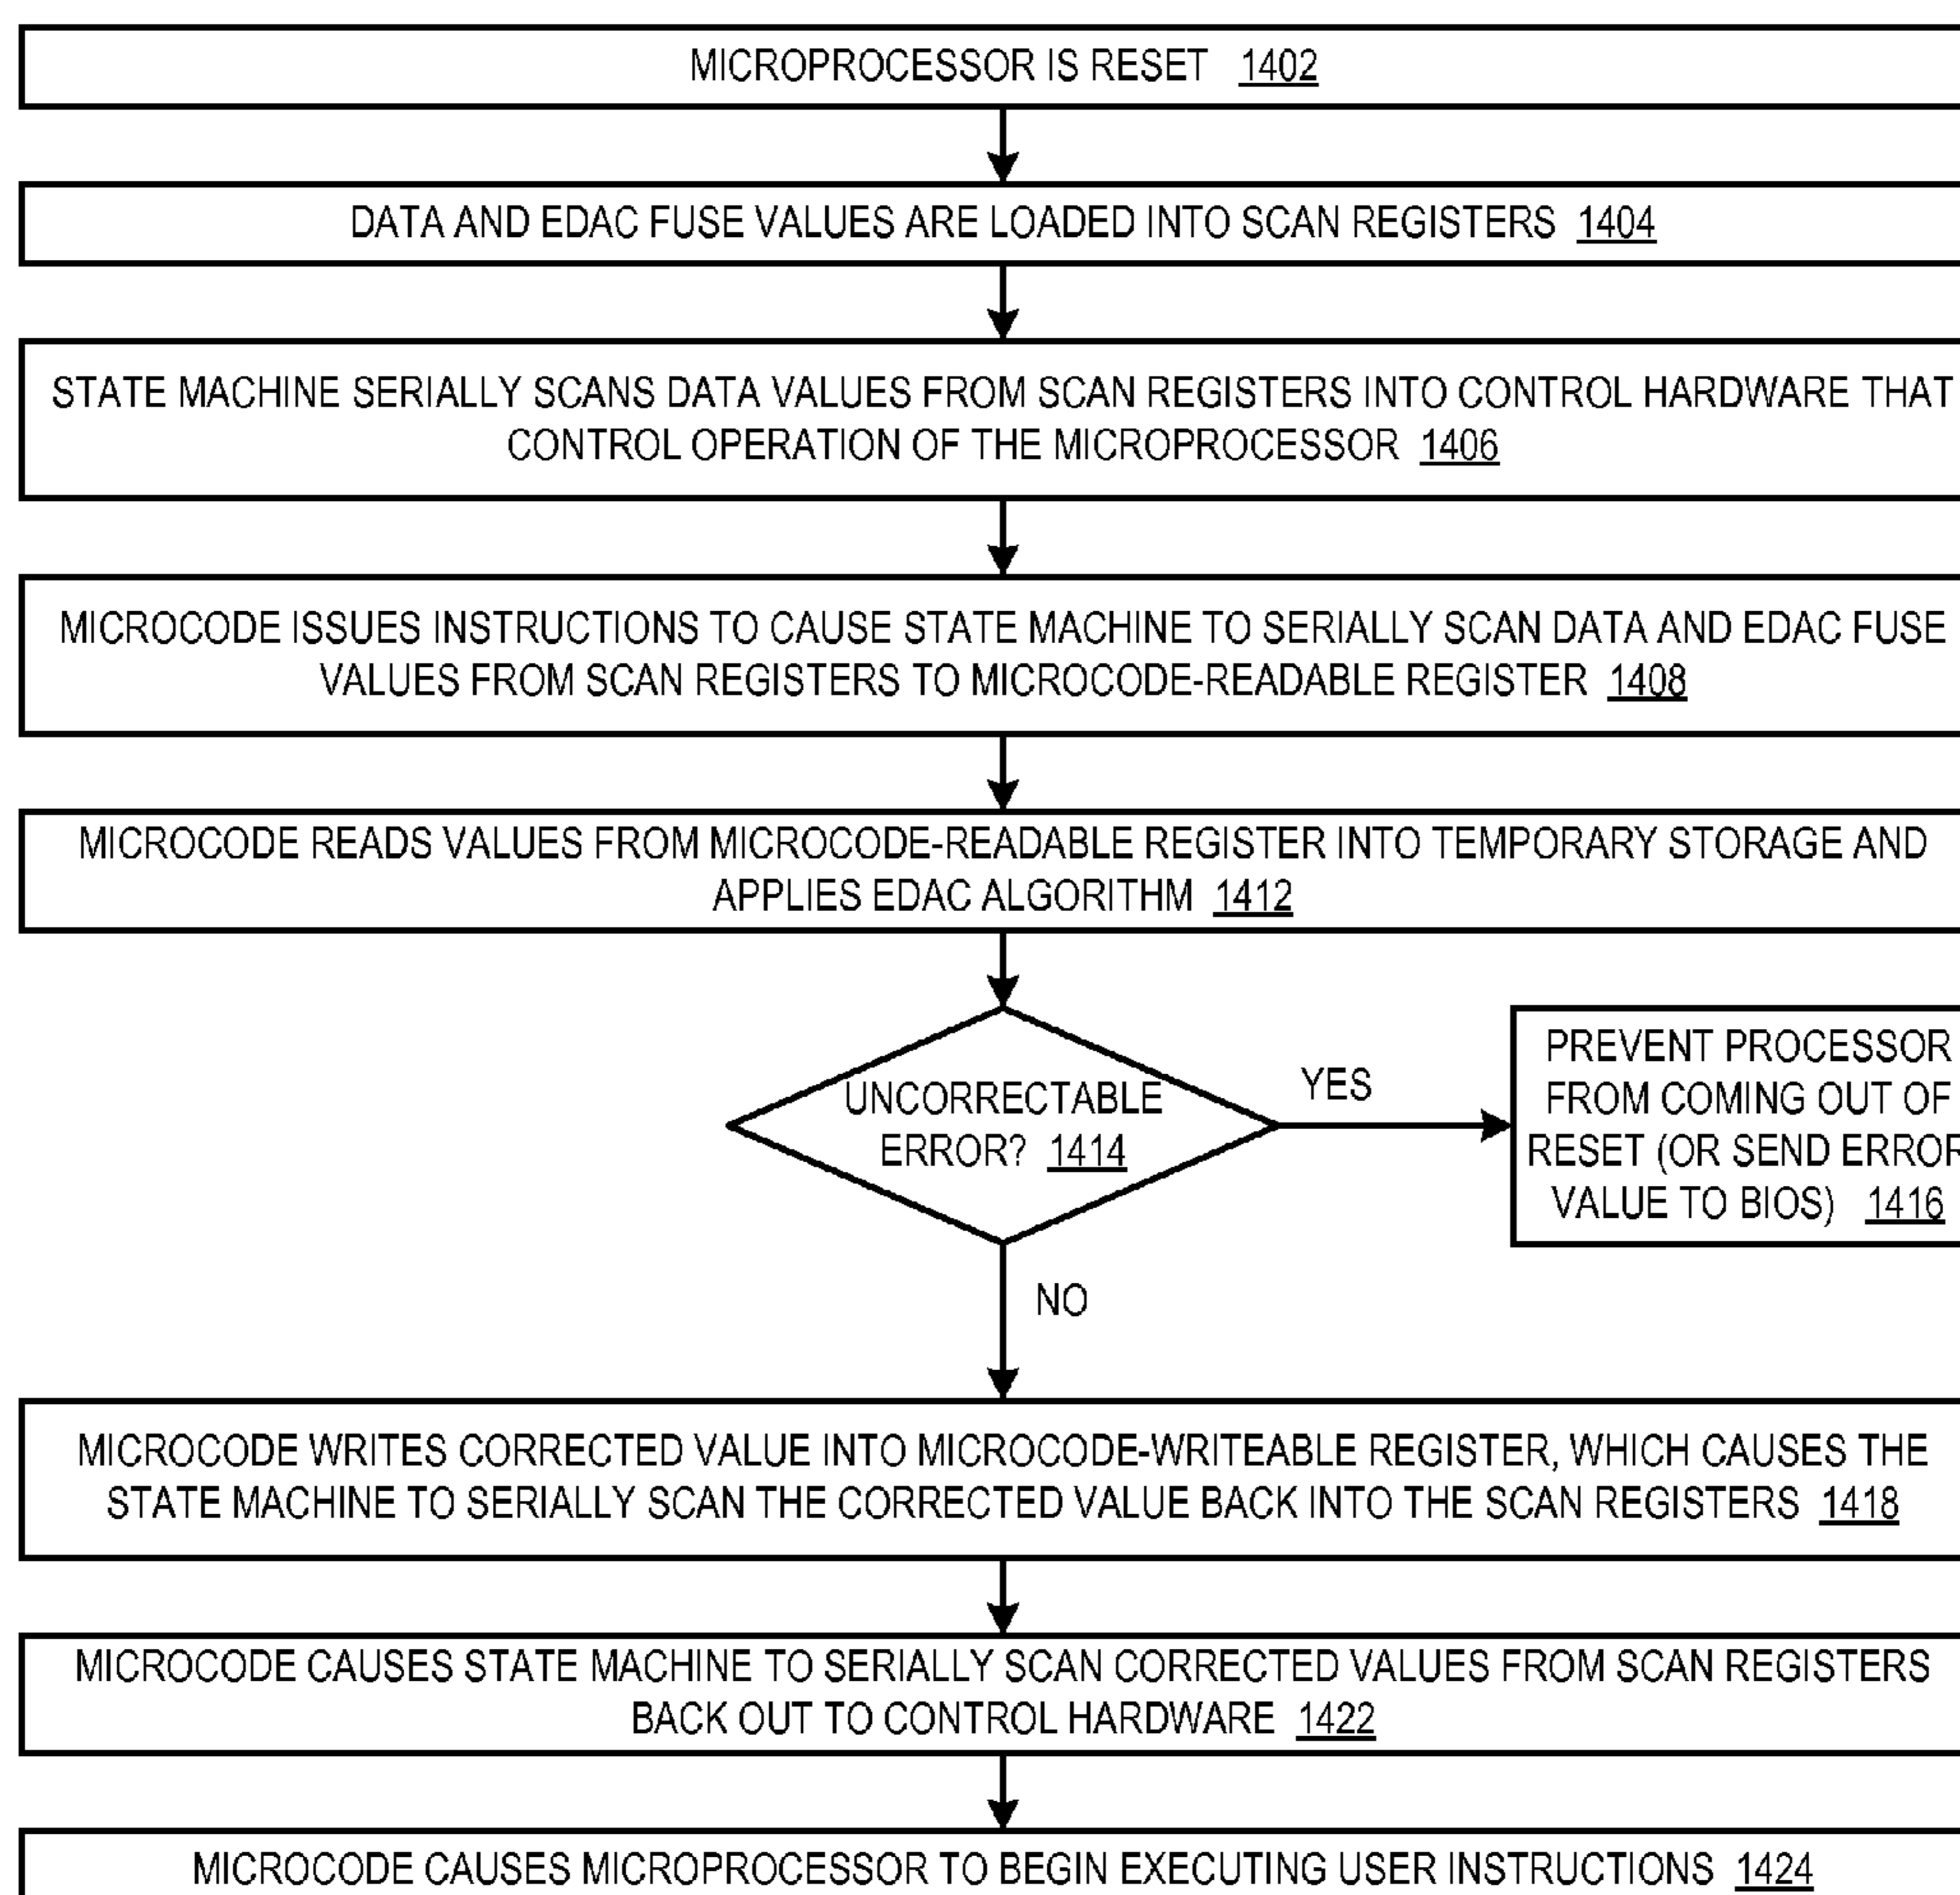 MICROPROCESSOR IS RESET 1402
DATA AND EDAC FUSE VALUES ARE LOADED INTO SCAN REGISTERS 1404
STATE MACHINE SERIALLY SCANS DATA VALUES FROM SCAN REGISTERS INTO CONTROL HARDWARE THAT
CONTROL OPERATION OF THE MICROPROCESSOR 1406
MICROCODE ISSUES INSTRUCTIONS TO CAUSE STATE MACHINE TO SERIALLY SCAN DATA AND EDAC FUSE
VALUES FROM SCAN REGISTERS TO MICROCODE-READABLE REGISTER 1408
MICROCODE READS VALUES FROM MICROCODE-READABLE REGISTER INTO TEMPORARY STORAGE AND
APPLIES EDAC ALGORITHM 1412
UNCORRECTABLE
ERROR? 1414
YES
PREVENT PROCESSOR
FROM COMING OUT OF
RESET (OR SEND ERROR
VALUE TO BIOS) 1416
NO
MICROCODE WRITES CORRECTED VALUE INTO MICROCODE-WRITEABLE REGISTER, WHICH CAUSES THE
STATE MACHINE TO SERIALLY SCAN THE CORRECTED VALUE BACK INTO THE SCAN REGISTERS 1418
MICROCODE CAUSES STATE MACHINE TO SERIALLY SCAN CORRECTED VALUES FROM SCAN REGISTERS
BACK OUT TO CONTROL HARDWARE 1422
MICROCODE CAUSES MICROPROCESSOR TO BEGIN EXECUTING USER INSTRUCTIONS 1424